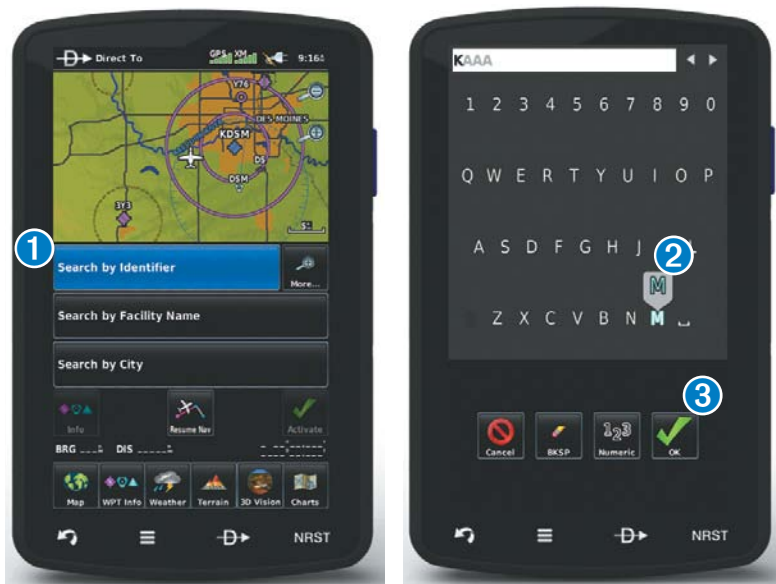 Direct To
GPS XM 9:16A
Y76
DES MOINES
KDSM
DS
DSM
3Y3
5
1
Search by Identifier
More...
Search by Facility Name
Search by City
Info
Resume Nav
Activate
BRG
DIS
Map
WPT Info
Weather
Terrain
3D Vision
Charts
NRST
KAAA
1 2 3 4 5 6 7 8 9 0
Q W E R T Y U I O P
A S D F G H J L
2
M
Z X C V B N M
3
Cancel
BKSP
123
Numeric
OK
NRST